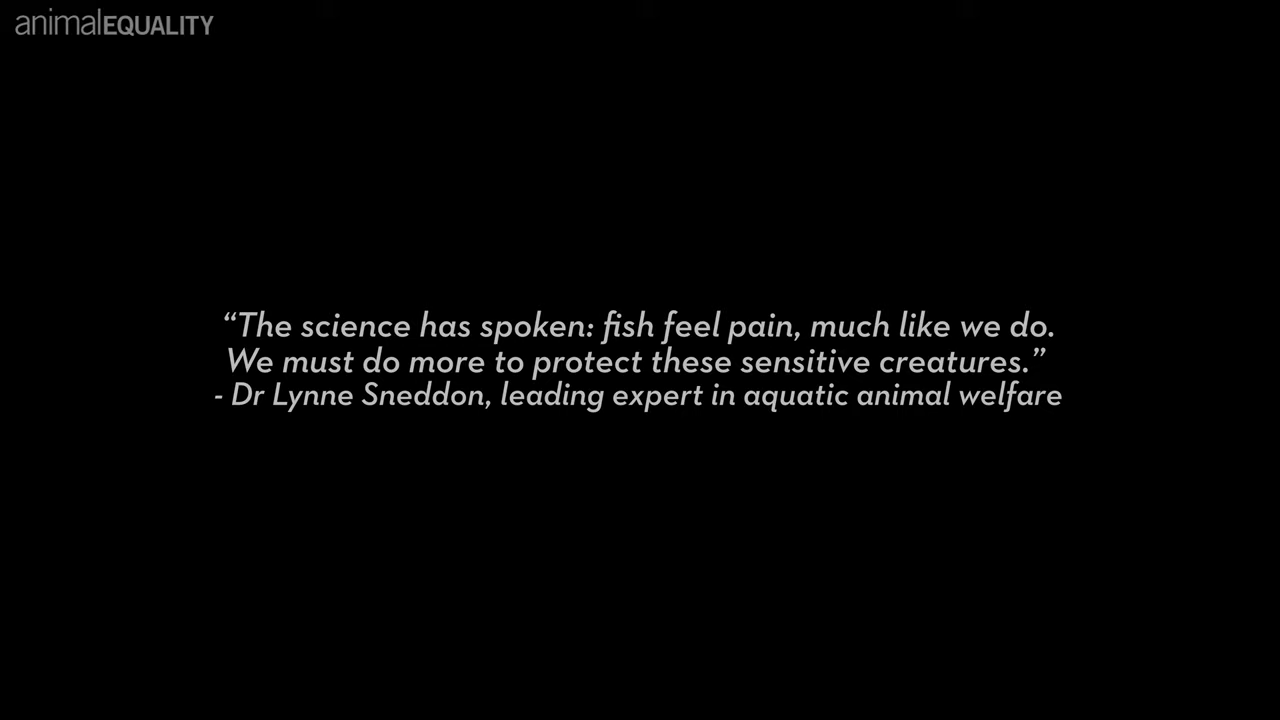 animalEQUALITY
“The science has spoken: fish feel pain, much like we do.
We must do more to protect these sensitive creatures.”
- Dr Lynne Sneddon, leading expert in aquatic animal welfare